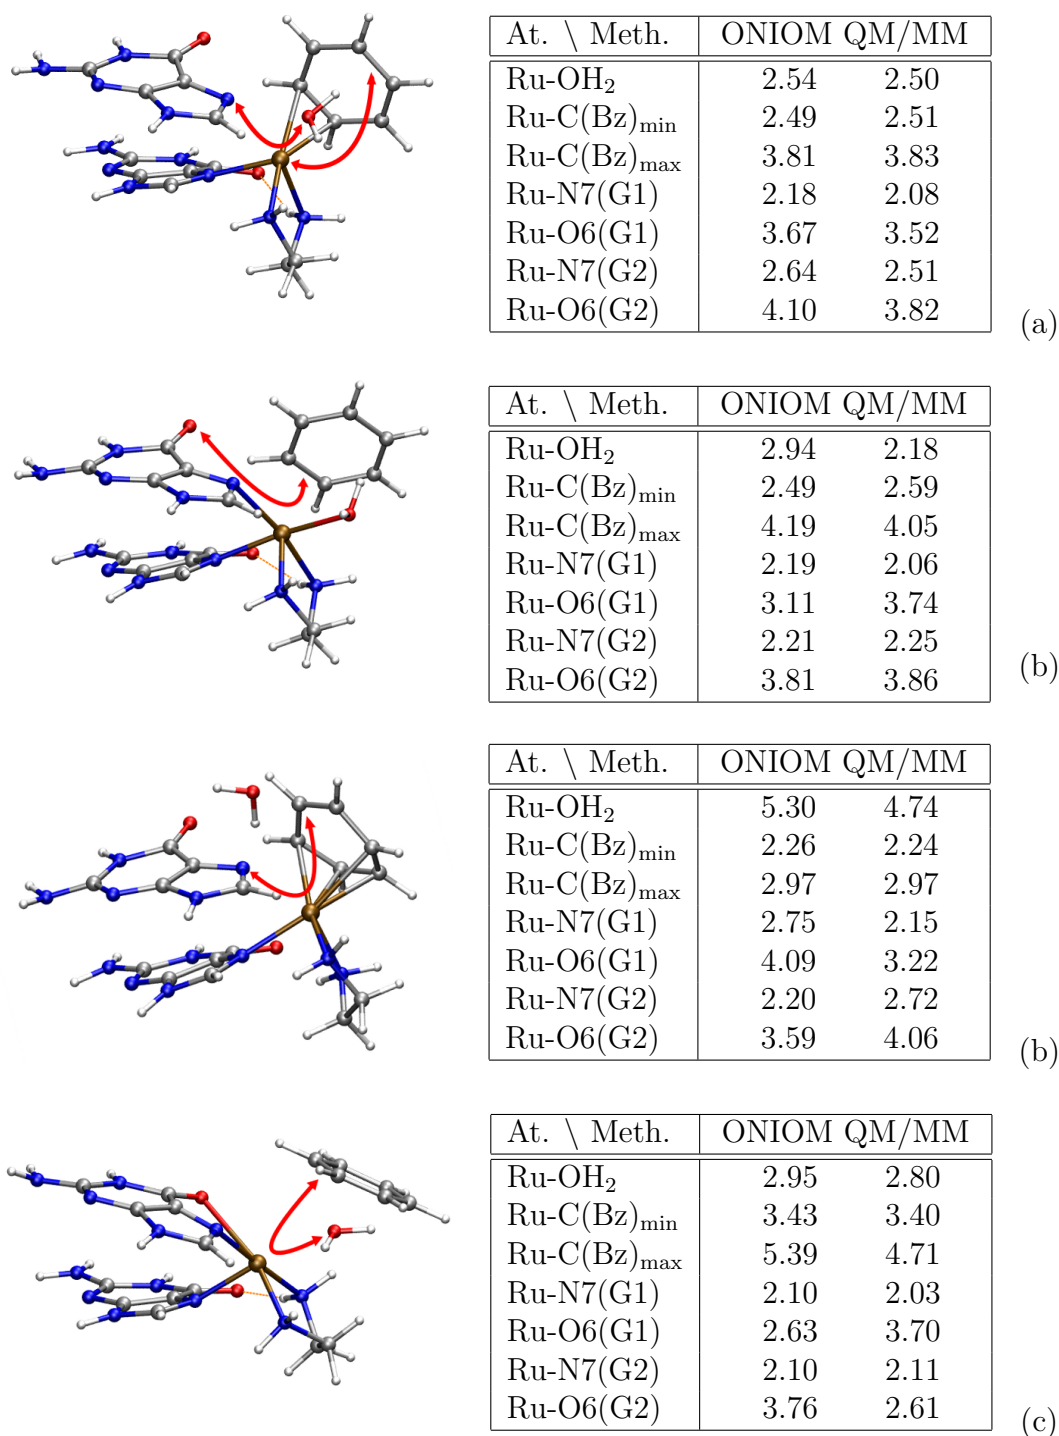 At. \ Meth. ONIOM QM/MM
Ru-OH₂ 2.54 2.50
Ru-C(Bz)min 2.49 2.51
Ru-C(Bz)max 3.81 3.83
Ru-N7(G1) 2.18 2.08
Ru-O6(G1) 3.67 3.52
Ru-N7(G2) 2.64 2.51
Ru-O6(G2) 4.10 3.82
(a)
At. \ Meth. ONIOM QM/MM
Ru-OH₂ 2.94 2.18
Ru-C(Bz)min 2.49 2.59
Ru-C(Bz)max 4.19 4.05
Ru-N7(G1) 2.19 2.06
Ru-O6(G1) 3.11 3.74
Ru-N7(G2) 2.21 2.25
Ru-O6(G2) 3.81 3.86
(b)
At. \ Meth. ONIOM QM/MM
Ru-OH₂ 5.30 4.74
Ru-C(Bz)min 2.26 2.24
Ru-C(Bz)max 2.97 2.97
Ru-N7(G1) 2.75 2.15
Ru-O6(G1) 4.09 3.22
Ru-N7(G2) 2.20 2.72
Ru-O6(G2) 3.59 4.06
(b)
At. \ Meth. ONIOM QM/MM
Ru-OH₂ 2.95 2.80
Ru-C(Bz)min 3.43 3.40
Ru-C(Bz)max 5.39 4.71
Ru-N7(G1) 2.10 2.03
Ru-O6(G1) 2.63 3.70
Ru-N7(G2) 2.10 2.11
Ru-O6(G2) 3.76 2.61
(c)